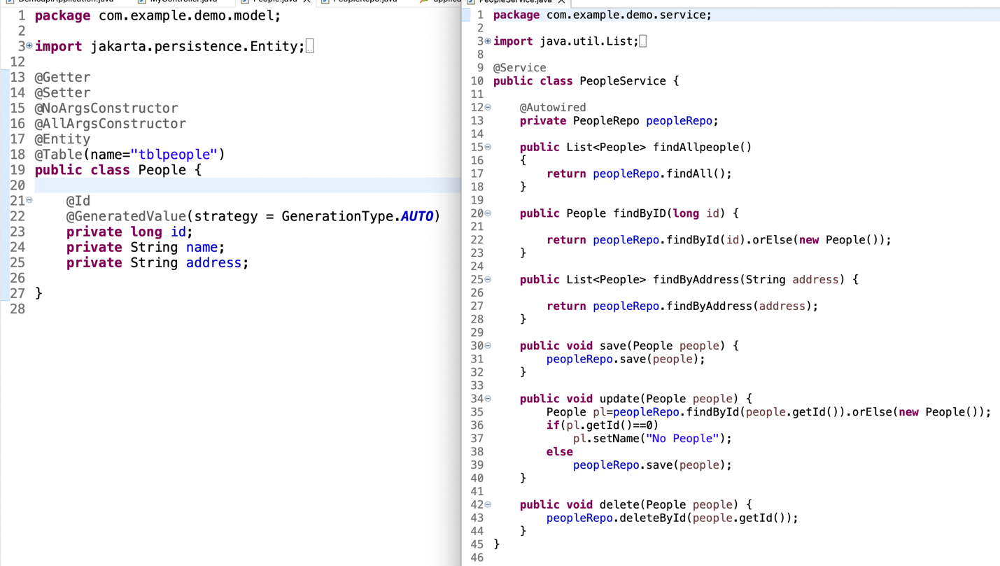 DemoapiApplication.java
MyController.java
People.java
PeopleRepo.java
1 package com.example.demo.model;
2
3 import jakarta.persistence.Entity;
12
13 @Getter
14 @Setter
15 @NoArgsConstructor
16 @AllArgsConstructor
17 @Entity
18 @Table(name="tblpeople")
19 public class People {
20
21 @Id
22 @GeneratedValue(strategy = GenerationType.AUTO)
23 private long id;
24 private String name;
25 private String address;
26
27 }
28
PeopleService.java
1 package com.example.demo.service;
2
3 import java.util.List;
8
9 @Service
10 public class PeopleService {
11
12 @Autowired
13 private PeopleRepo peopleRepo;
14
15 public List<People> findAllpeople()
16 {
17 return peopleRepo.findAll();
18 }
19
20 public People findByID(long id) {
21
22 return peopleRepo.findById(id).orElse(new People());
23 }
24
25 public List<People> findByAddress(String address) {
26
27 return peopleRepo.findByAddress(address);
28 }
29
30 public void save(People people) {
31 peopleRepo.save(people);
32 }
33
34 public void update(People people) {
35 People pl=peopleRepo.findById(people.getId()).orElse(new People());
36 if(pl.getId()==0)
37 pl.setName("No People");
38 else
39 peopleRepo.save(people);
40 }
41
42 public void delete(People people) {
43 peopleRepo.deleteById(people.getId());
44 }
45 }
46